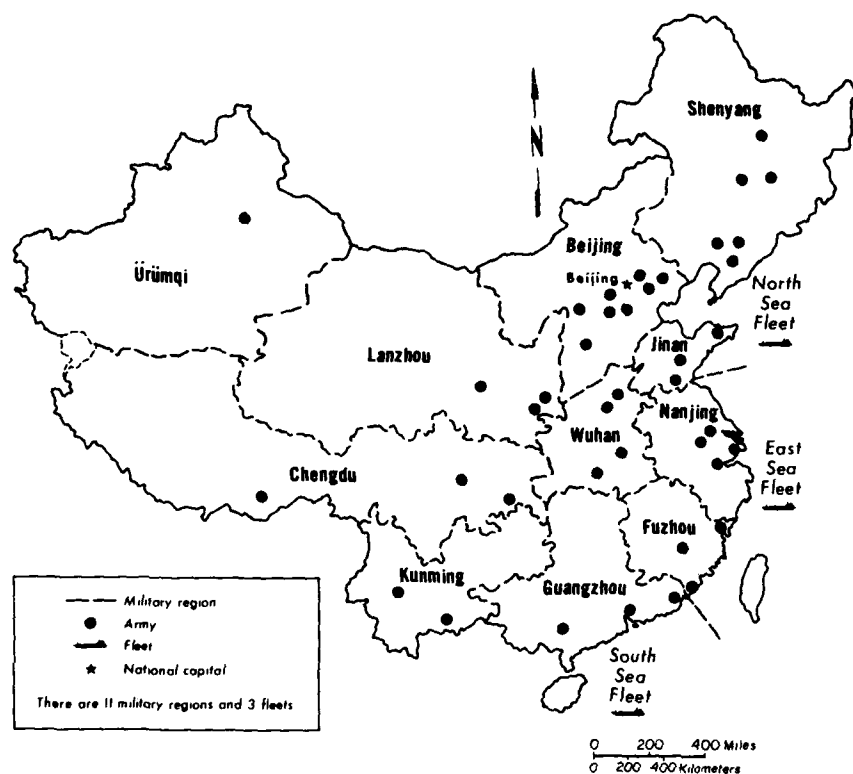 Shenyang
N
Beijing
Beijing
Ürümqi
North
Sea
Fleet
Lanzhou
Jinan
Nanjing
Wuhan
East
Sea
Fleet
Chengdu
Fuzhou
Kunming
Guangzhou
Military region
Army
Fleet
National capital
There are 11 military regions and 3 fleets
South
Sea
Fleet
0 200 400 Miles
0 200 400 Kilometers